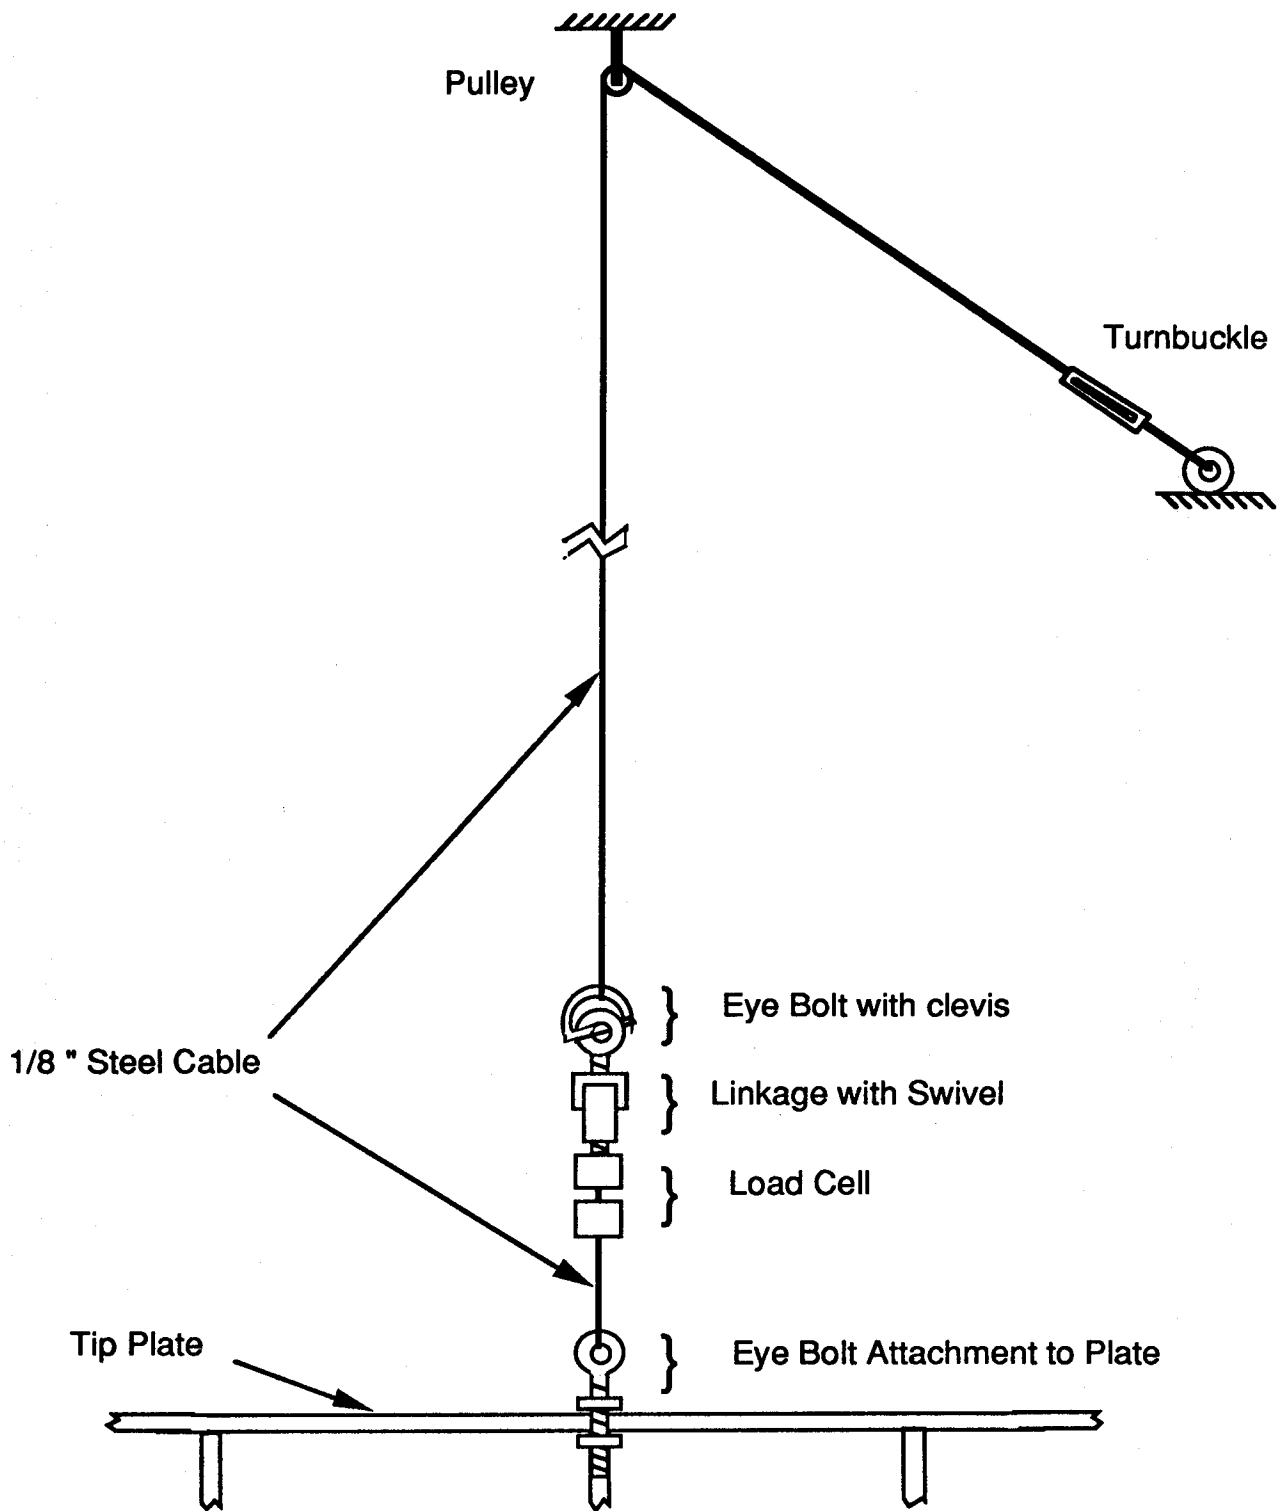 Pulley
Turnbuckle
Eye Bolt with clevis
1/8 " Steel Cable
Linkage with Swivel
Load Cell
Tip Plate
Eye Bolt Attachment to Plate